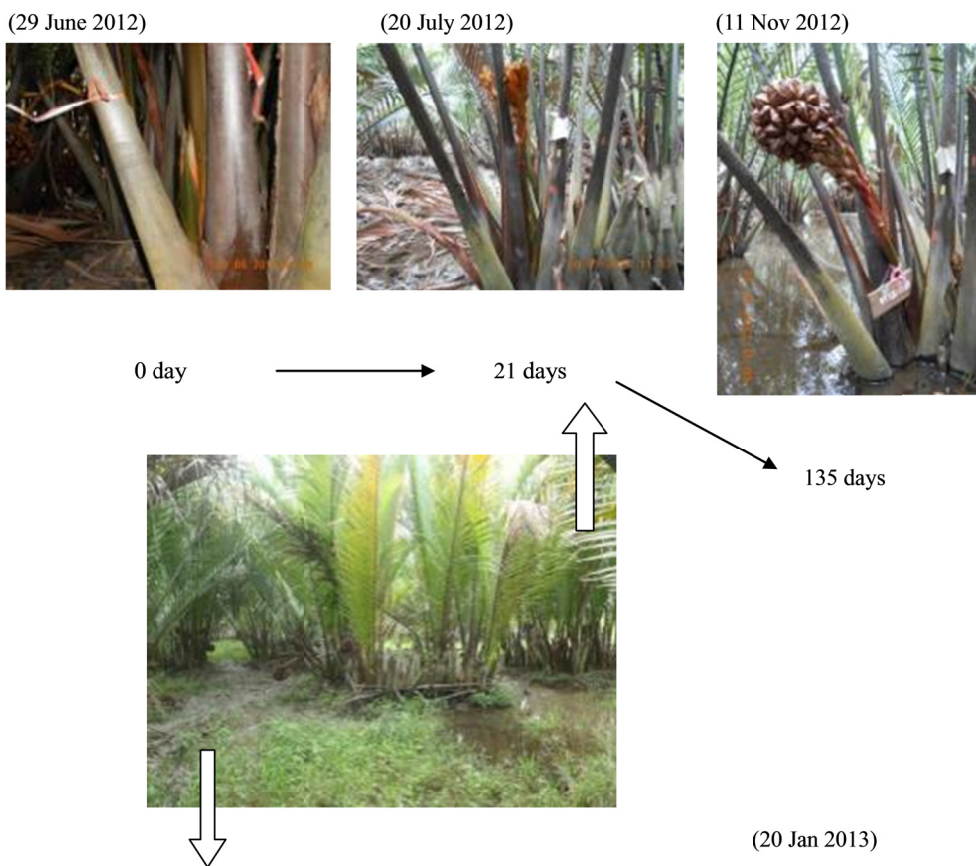 (29 June 2012)
(20 July 2012)
(11 Nov 2012)
0 day
21 days
135 days
(20 Jan 2013)